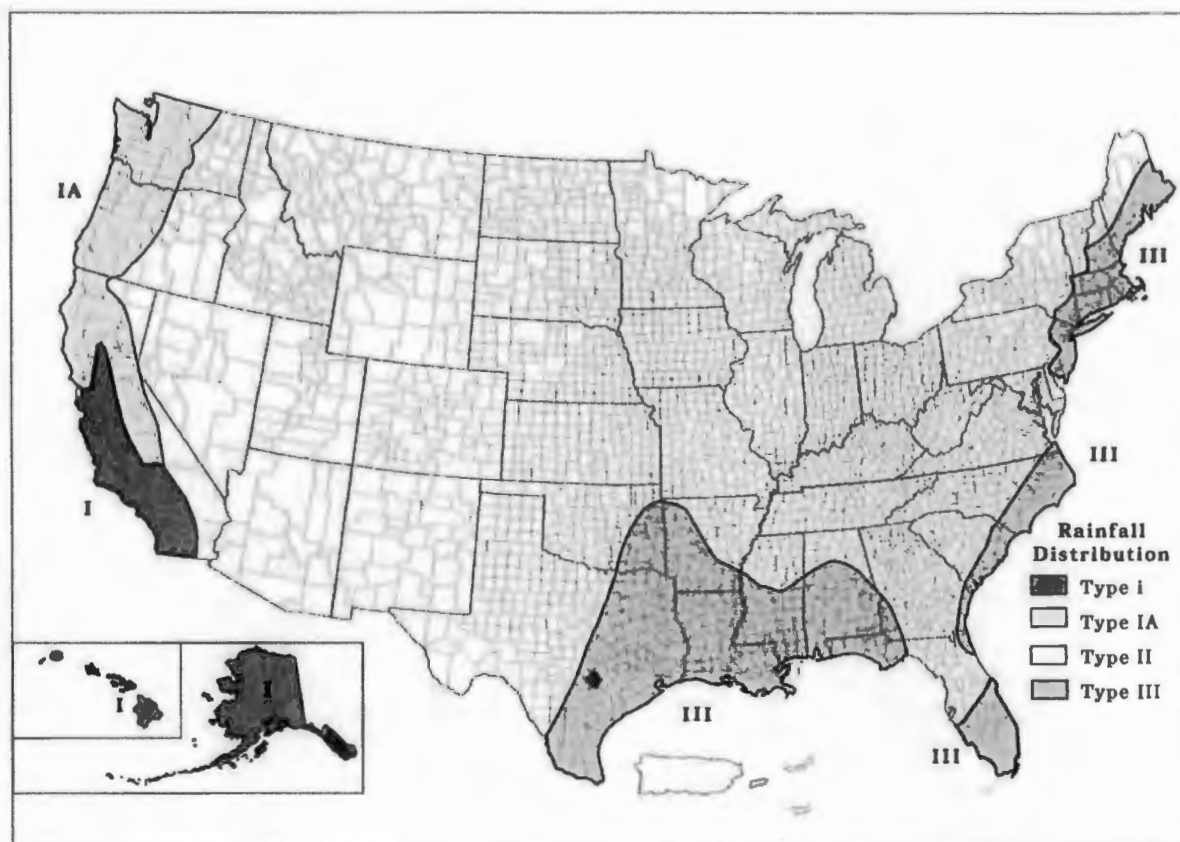 IA
III
III
I
Rainfall
Distribution
Type i
Type IA
Type II
Type III
I
I
III
III